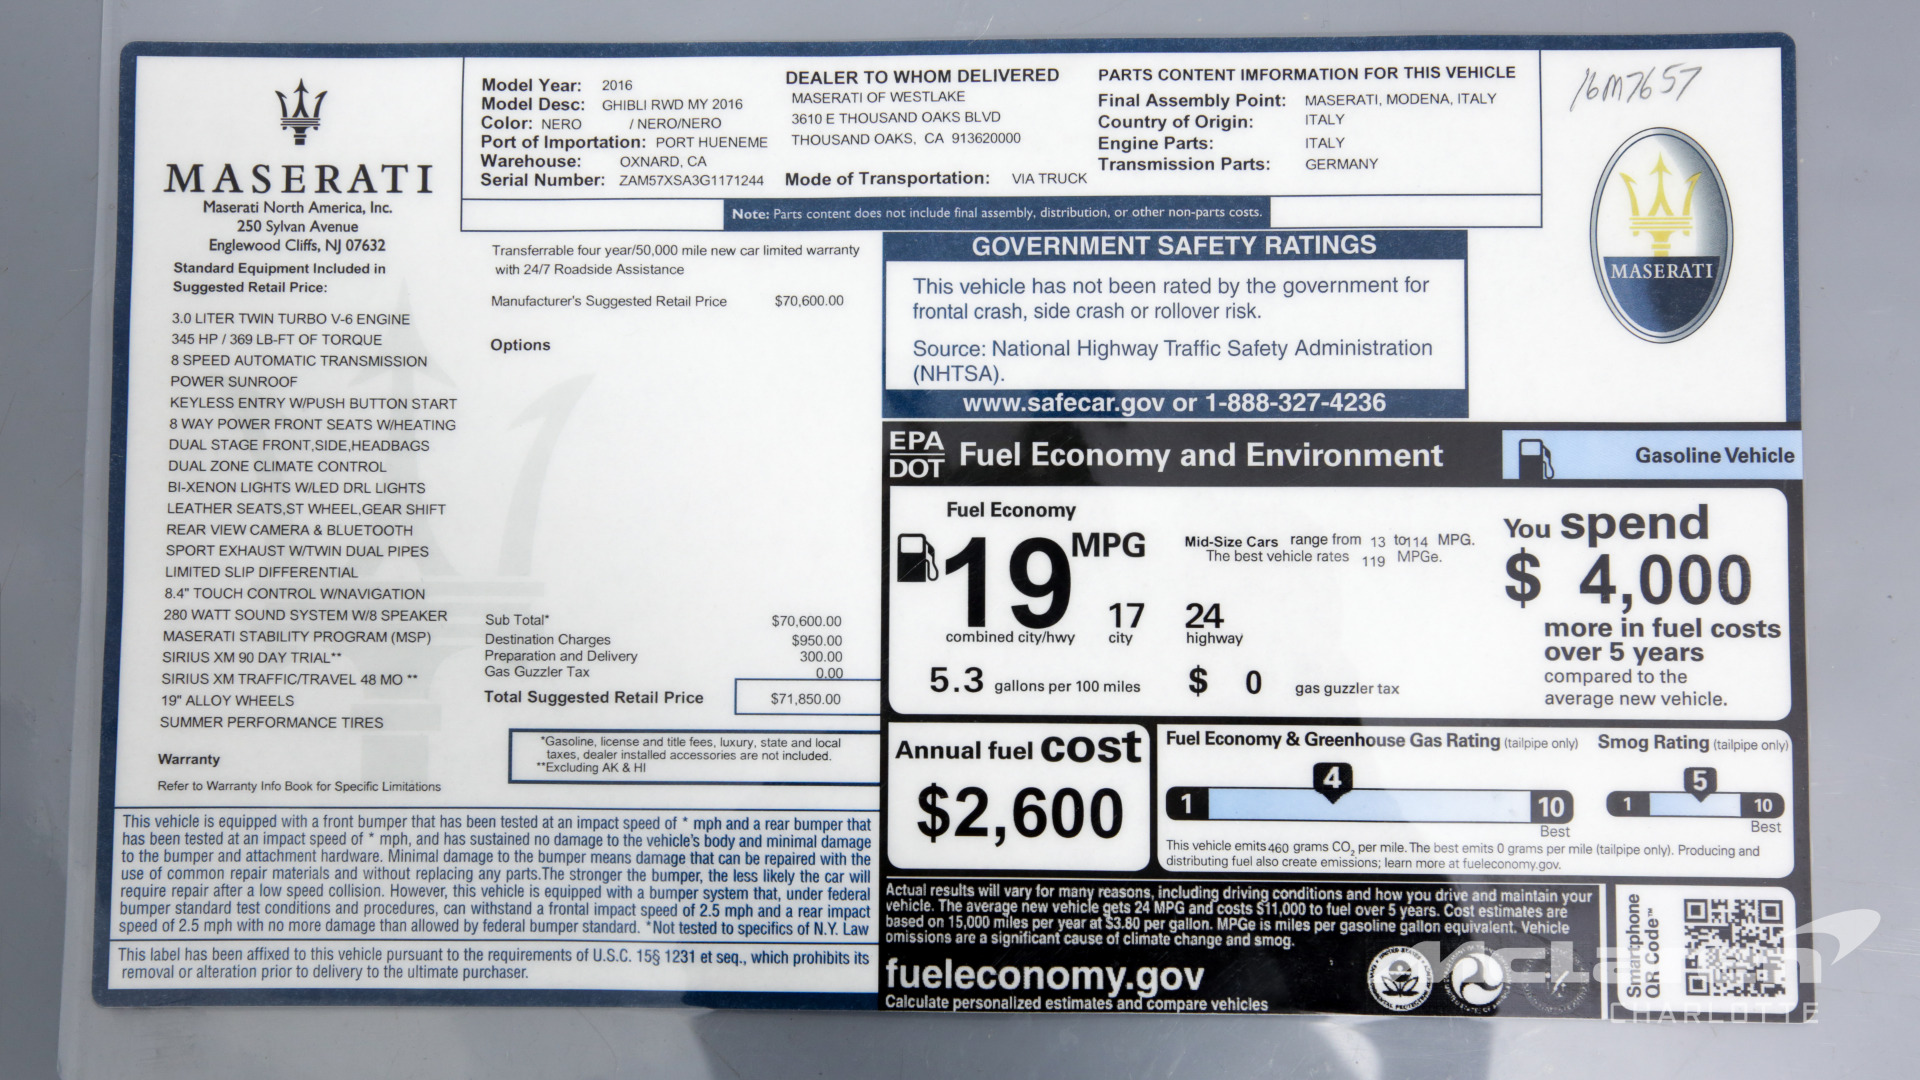 MASERATI
Maserati North America, Inc.
250 Sylvan Avenue
Englewood Cliffs, NJ 07632
Standard Equipment Included in
Suggested Retail Price:
3.0 LITER TWIN TURBO V-6 ENGINE
345 HP / 369 LB-FT OF TORQUE
8 SPEED AUTOMATIC TRANSMISSION
POWER SUNROOF
KEYLESS ENTRY W/PUSH BUTTON START
8 WAY POWER FRONT SEATS W/HEATING
DUAL STAGE FRONT,SIDE,HEADBAGS
DUAL ZONE CLIMATE CONTROL
BI-XENON LIGHTS W/LED DRL LIGHTS
LEATHER SEATS,ST WHEEL,GEAR SHIFT
REAR VIEW CAMERA & BLUETOOTH
SPORT EXHAUST W/TWIN DUAL PIPES
LIMITED SLIP DIFFERENTIAL
8.4" TOUCH CONTROL W/NAVIGATION
280 WATT SOUND SYSTEM W/8 SPEAKER
MASERATI STABILITY PROGRAM (MSP)
SIRIUS XM 90 DAY TRIAL**
SIRIUS XM TRAFFIC/TRAVEL 48 MO **
19" ALLOY WHEELS
SUMMER PERFORMANCE TIRES
Warranty
Refer to Warranty Info Book for Specific Limitations
Model Year: 2016
Model Desc: GHIBLI RWD MY 2016
Color: NERO / NERO/NERO
Port of Importation: PORT HUENEME
Warehouse: OXNARD, CA
Serial Number: ZAM57XSA3G1171244
DEALER TO WHOM DELIVERED
MASERATI OF WESTLAKE
3610 E THOUSAND OAKS BLVD
THOUSAND OAKS, CA 913620000
Mode of Transportation: VIA TRUCK
PARTS CONTENT IMFORMATION FOR THIS VEHICLE
Final Assembly Point: MASERATI, MODENA, ITALY
Country of Origin: ITALY
Engine Parts: ITALY
Transmission Parts: GERMANY
Note: Parts content does not include final assembly, distribution, or other non-parts costs.
16M7657
MASERATI
Transferrable four year/50,000 mile new car limited warranty
with 24/7 Roadside Assistance
Manufacturer's Suggested Retail Price $70,600.00
Options
Sub Total* $70,600.00
Destination Charges $950.00
Preparation and Delivery 300.00
Gas Guzzler Tax 0.00
Total Suggested Retail Price $71,850.00
*Gasoline, license and title fees, luxury, state and local
taxes, dealer installed accessories are not included.
**Excluding AK & HI
GOVERNMENT SAFETY RATINGS
This vehicle has not been rated by the government for
frontal crash, side crash or rollover risk.
Source: National Highway Traffic Safety Administration
(NHTSA).
www.safecar.gov or 1-888-327-4236
EPA
DOT
Fuel Economy and Environment
Gasoline Vehicle
Fuel Economy
19 MPG
combined city/hwy
17
city
24
highway
5.3 gallons per 100 miles
$ 0 gas guzzler tax
Mid-Size Cars range from 13 to114 MPG.
The best vehicle rates 119 MPGe.
You spend
$ 4,000
more in fuel costs
over 5 years
compared to the
average new vehicle.
Annual fuel cost
$2,600
Fuel Economy & Greenhouse Gas Rating (tailpipe only)
4
1 10
Best
Smog Rating (tailpipe only)
5
1 10
Best
This vehicle emits 460 grams CO2 per mile. The best emits 0 grams per mile (tailpipe only). Producing and
distributing fuel also create emissions; learn more at fueleconomy.gov.
Actual results will vary for many reasons, including driving conditions and how you drive and maintain your
vehicle. The average new vehicle gets 24 MPG and costs $11,000 to fuel over 5 years. Cost estimates are
based on 15,000 miles per year at $3.80 per gallon. MPGe is miles per gasoline gallon equivalent. Vehicle
omissions are a significant cause of climate change and smog.
fueleconomy.gov
Calculate personalized estimates and compare vehicles
Smartphone
QR Code™
McLaren
CHARLOTTE
This vehicle is equipped with a front bumper that has been tested at an impact speed of * mph and a rear bumper that
has been tested at an impact speed of * mph, and has sustained no damage to the vehicle's body and minimal damage
to the bumper and attachment hardware. Minimal damage to the bumper means damage that can be repaired with the
use of common repair materials and without replacing any parts.The stronger the bumper, the less likely the car will
require repair after a low speed collision. However, this vehicle is equipped with a bumper system that, under federal
bumper standard test conditions and procedures, can withstand a frontal impact speed of 2.5 mph and a rear impact
speed of 2.5 mph with no more damage than allowed by federal bumper standard. *Not tested to specifics of N.Y. Law
This label has been affixed to this vehicle pursuant to the requirements of U.S.C. 15§ 1231 et seq., which prohibits its
removal or alteration prior to delivery to the ultimate purchaser.